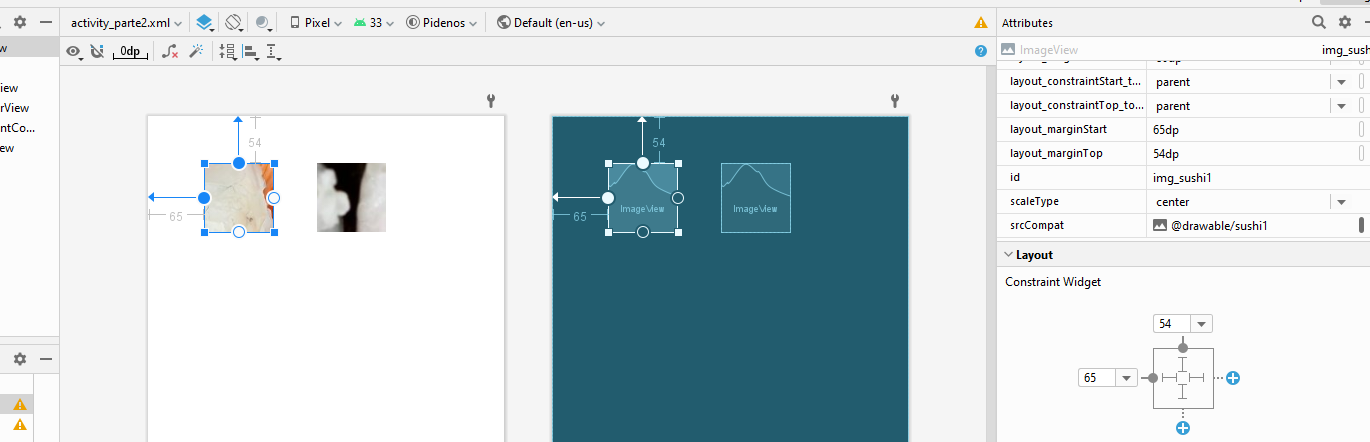 activity_parte2.xml
Pixel
33
Pidenos
Default (en-us)
Attributes
0dp
ImageView
img_sush
iew
rView
ntCo...
ew
layout_constraintStart_t...
parent
layout_constraintTop_to...
parent
layout_marginStart
65dp
layout_marginTop
54dp
id
img_sushi1
scaleType
center
srcCompat
@drawable/sushi1
54
65
54
65
ImageView
ImageView
Layout
Constraint Widget
54
65